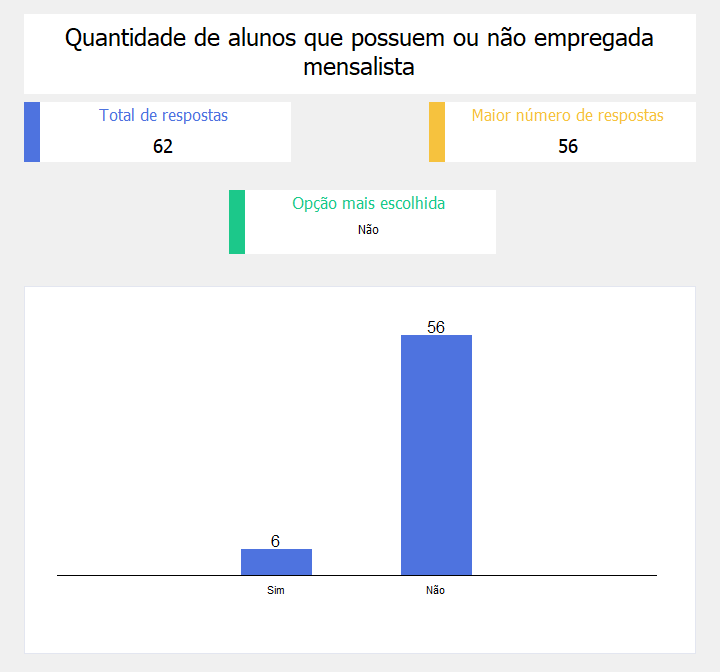 Quantidade de alunos que possuem ou não empregada
mensalista
Total de respostas
62
Maior número de respostas
56
Opção mais escolhida
Não
56
6
Sim
Não